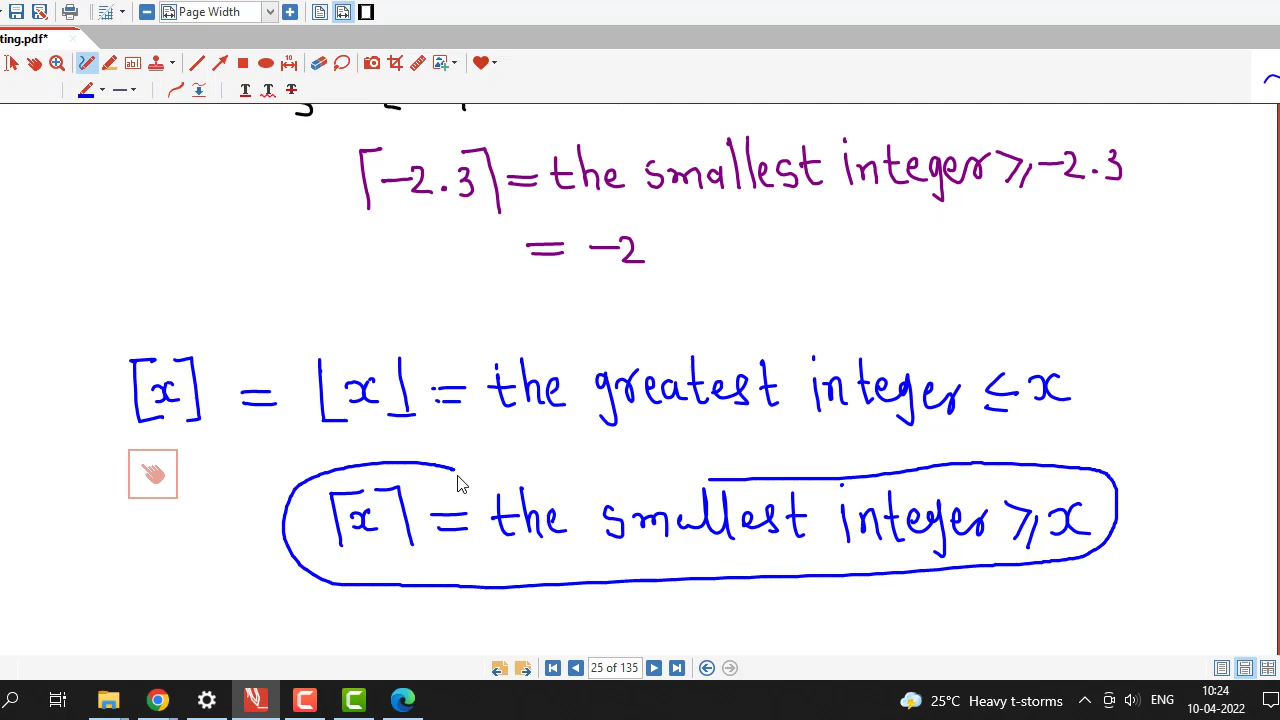 Page Width
ting.pdf*
⌈-2.3⌉ = the smallest integer ⩾ -2.3
= -2
[x] = ⌊x⌋ = the greatest integer ≤ x
⌈x⌉ = the smallest integer ⩾ x
25 of 135
25°C Heavy t-storms
ENG
10:24
10-04-2022